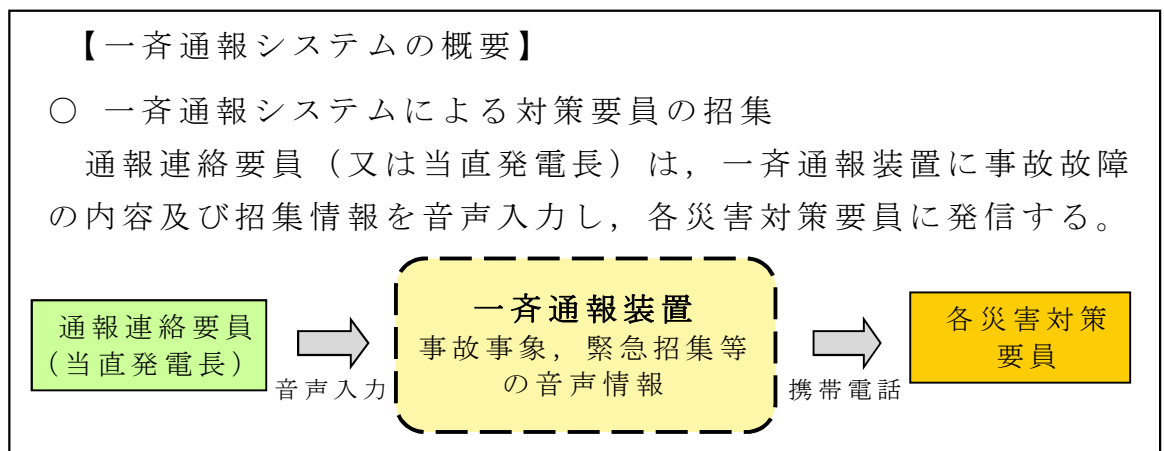 【一斉通報システムの概要】
○ 一斉通報システムによる対策要員の招集
通報連絡要員（又は当直発電長）は，一斉通報装置に事故故障
の内容及び招集情報を音声入力し，各災害対策要員に発信する。
通報連絡要員
（当直発電長）
音声入力
一斉通報装置
事故事象，緊急招集等
の音声情報
携帯電話
各災害対策
要員